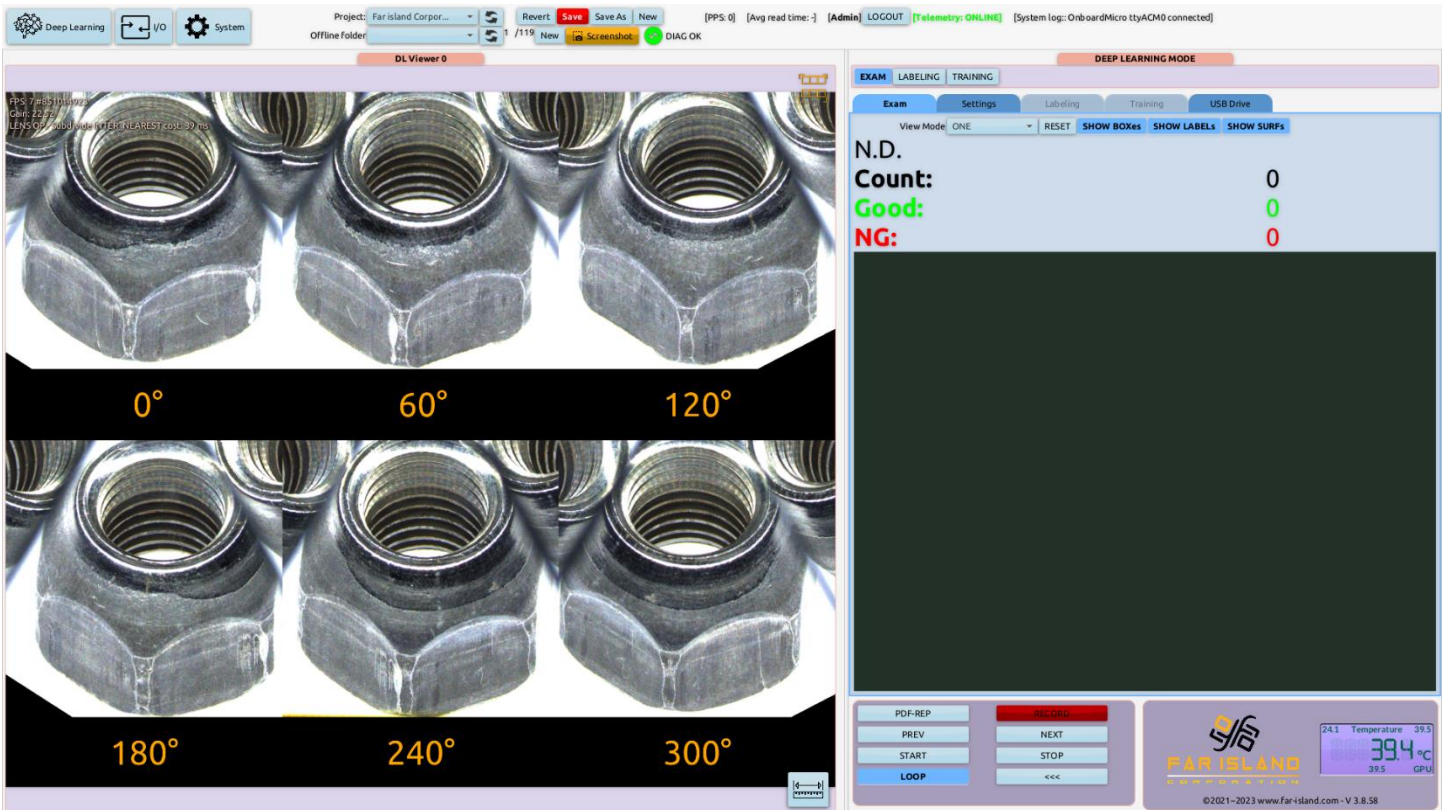 Deep Learning
I/O
System
Project: Far island Corpor...
Offline folder
Revert Save Save As New
1 /119 New Screenshot DIAG OK
[PPS: 0] [Avg read time: -] [Admin] LOGOUT [Telemetry: ONLINE] [System log:: OnboardMicro ttyACM0 connected]
DL Viewer 0
Gain: 22.52
0° 60° 120°
180° 240° 300°
DEEP LEARNING MODE
EXAM LABELING TRAINING
Exam Settings Labeling Training USB Drive
View Mode ONE RESET SHOW BOXes SHOW LABELs SHOW SURFs
N.D.
Count: 0
Good: 0
NG: 0
PDF-REP RECORD
PREV NEXT
START STOP
LOOP <<<
FAR ISLAND
CORPORATION
24.1 Temperature 39.5
39.4 °C
39.5 GPU
©2021~2023 www.far-island.com - V 3.8.58